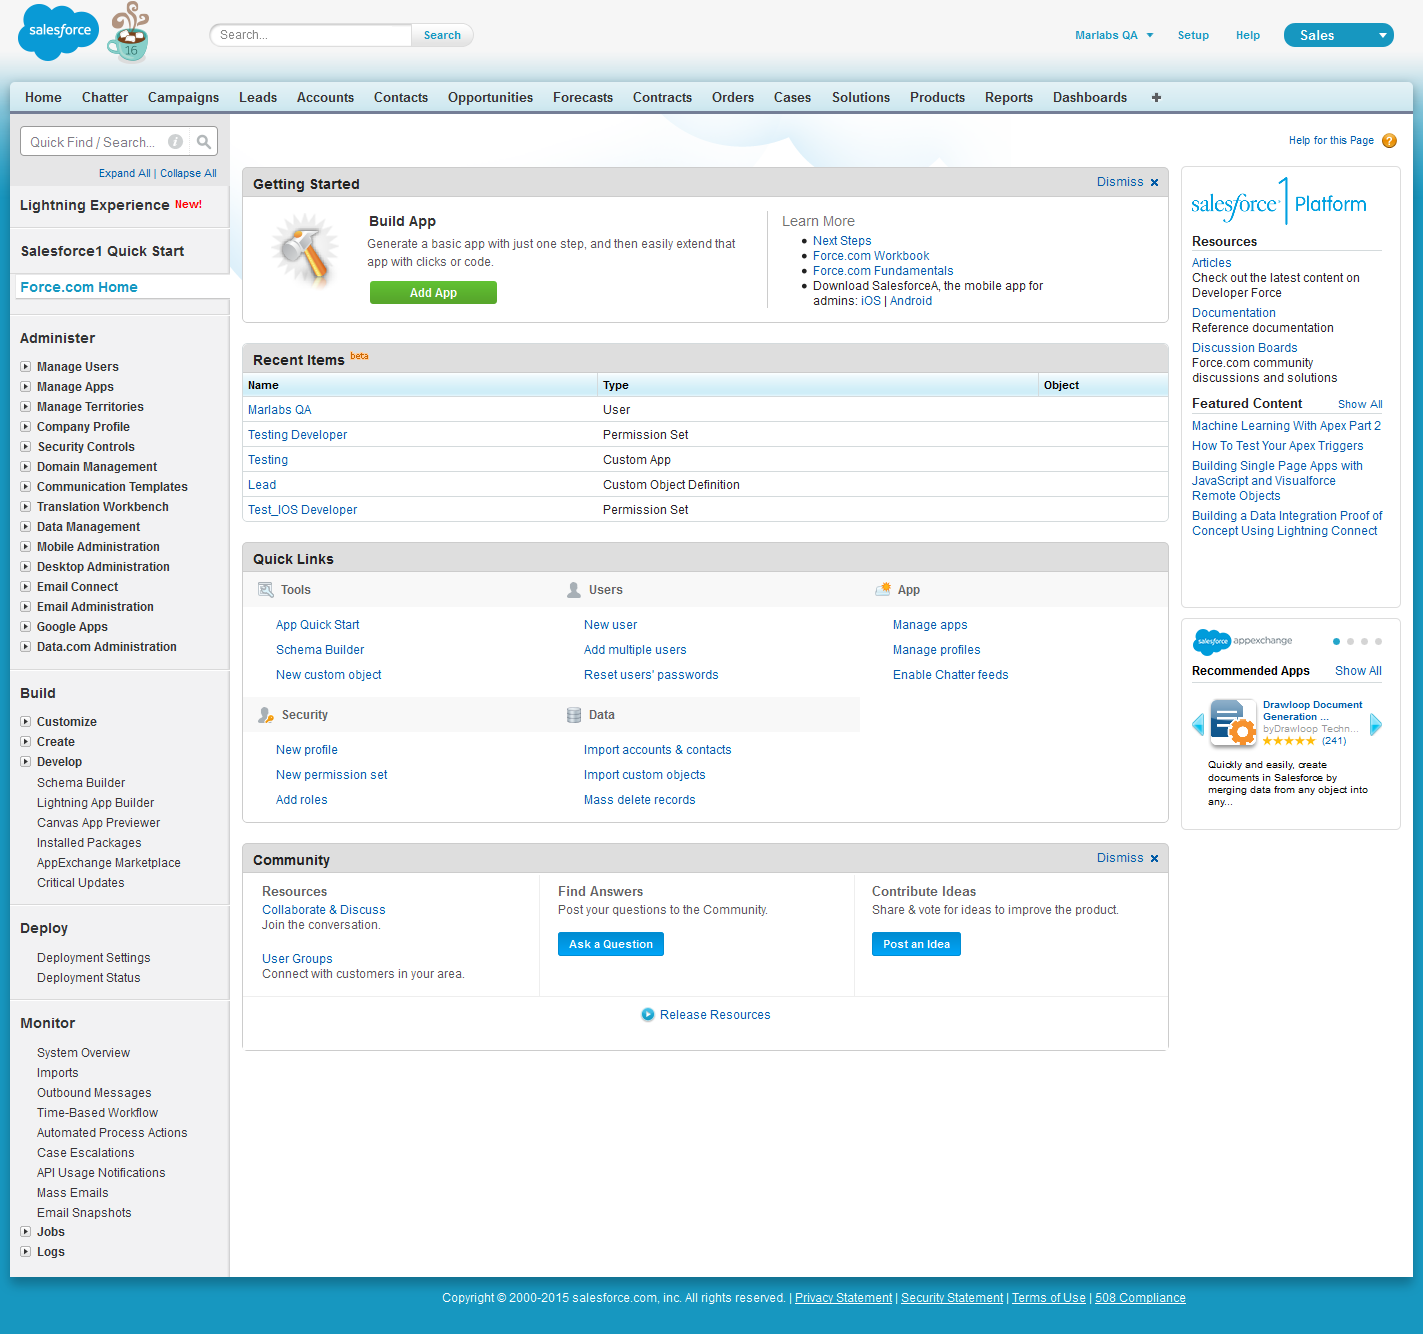 salesforce
16
Search...
Search
Marlabs QA
Setup
Help
Sales
Home
Chatter
Campaigns
Leads
Accounts
Contacts
Opportunities
Forecasts
Contracts
Orders
Cases
Solutions
Products
Reports
Dashboards
+
Quick Find / Search...
i
Expand All | Collapse All
Lightning Experience New!
Salesforce1 Quick Start
Force.com Home
Administer
Manage Users
Manage Apps
Manage Territories
Company Profile
Security Controls
Domain Management
Communication Templates
Translation Workbench
Data Management
Mobile Administration
Desktop Administration
Email Connect
Email Administration
Google Apps
Data.com Administration
Build
Customize
Create
Develop
Schema Builder
Lightning App Builder
Canvas App Previewer
Installed Packages
AppExchange Marketplace
Critical Updates
Deploy
Deployment Settings
Deployment Status
Monitor
System Overview
Imports
Outbound Messages
Time-Based Workflow
Automated Process Actions
Case Escalations
API Usage Notifications
Mass Emails
Email Snapshots
Jobs
Logs
Help for this Page ?
Getting Started
Dismiss x
Build App
Generate a basic app with just one step, and then easily extend that
app with clicks or code.
Add App
Learn More
• Next Steps
• Force.com Workbook
• Force.com Fundamentals
• Download SalesforceA, the mobile app for
admins: iOS | Android
Recent Items beta
Name Type Object
Marlabs QA User
Testing Developer Permission Set
Testing Custom App
Lead Custom Object Definition
Test_IOS Developer Permission Set
Quick Links
Tools
App Quick Start
Schema Builder
New custom object
Users
New user
Add multiple users
Reset users' passwords
App
Manage apps
Manage profiles
Enable Chatter feeds
Security
New profile
New permission set
Add roles
Data
Import accounts & contacts
Import custom objects
Mass delete records
Community
Dismiss x
Resources
Collaborate & Discuss
Join the conversation.
User Groups
Connect with customers in your area.
Find Answers
Post your questions to the Community.
Ask a Question
Contribute Ideas
Share & vote for ideas to improve the product.
Post an Idea
Release Resources
salesforce1 Platform
Resources
Articles
Check out the latest content on
Developer Force
Documentation
Reference documentation
Discussion Boards
Force.com community
discussions and solutions
Featured Content Show All
Machine Learning With Apex Part 2
How To Test Your Apex Triggers
Building Single Page Apps with
JavaScript and Visualforce
Remote Objects
Building a Data Integration Proof of
Concept Using Lightning Connect
salesforce appexchange
Recommended Apps Show All
Drawloop Document
Generation ...
byDrawloop Techn...
(241)
Quickly and easily, create
documents in Salesforce by
merging data from any object into
any...
Copyright © 2000-2015 salesforce.com, inc. All rights reserved. | Privacy Statement | Security Statement | Terms of Use | 508 Compliance